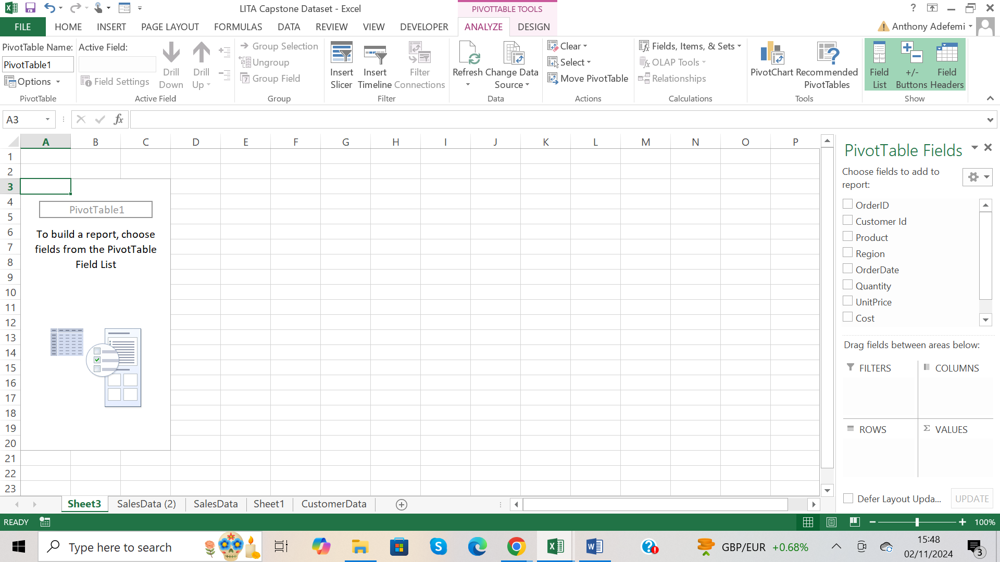 LITA Capstone Dataset - Excel
PIVOTTABLE TOOLS
?
FILE HOME INSERT PAGE LAYOUT FORMULAS DATA REVIEW VIEW DEVELOPER ANALYZE DESIGN
Anthony Adefemi
PivotTable Name:
PivotTable1
Options
PivotTable
Active Field:
Field Settings
Drill Down
Drill Up
Active Field
Group Selection
Ungroup
Group Field
Group
Insert Slicer
Insert Timeline
Filter Connections
Filter
Refresh
Change Data Source
Data
Clear
Select
Move PivotTable
Actions
Fields, Items, & Sets
OLAP Tools
Relationships
Calculations
PivotChart
Recommended PivotTables
Tools
Field List
+/- Buttons
Field Headers
Show
A3
fx
A B C D E F G H I J K L M N O P
1
2
3
4
5
6
7
8
9
10
11
12
13
14
15
16
17
18
19
20
21
22
23
PivotTable1
To build a report, choose
fields from the PivotTable
Field List
PivotTable Fields
Choose fields to add to
report:
OrderID
Customer Id
Product
Region
OrderDate
Quantity
UnitPrice
Cost
Drag fields between areas below:
FILTERS
COLUMNS
ROWS
Σ VALUES
Defer Layout Upda...
UPDATE
Sheet3 SalesData (2) SalesData Sheet1 CustomerData
READY
100%
Type here to search
GBP/EUR +0.68%
15:48
02/11/2024
3